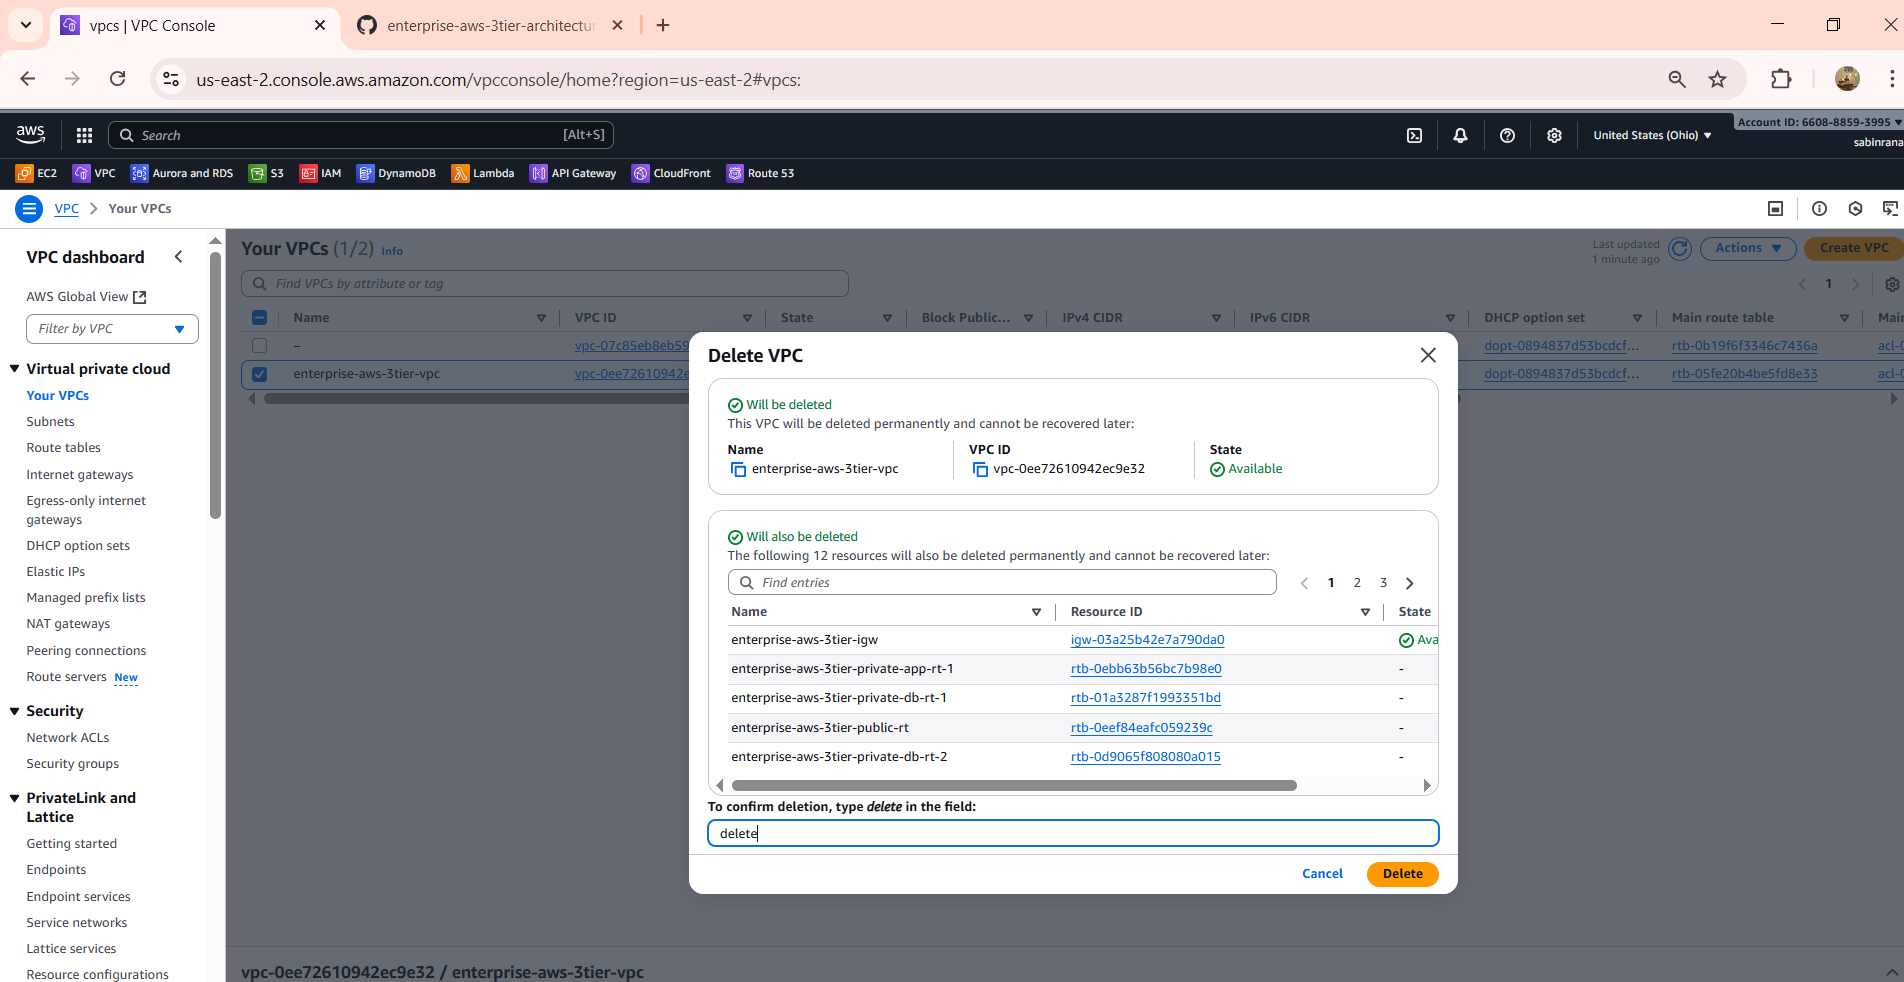 vpcs | VPC Console
enterprise-aws-3tier-architectur
us-east-2.console.aws.amazon.com/vpcconsole/home?region=us-east-2#vpcs:
aws
Search
[Alt+S]
United States (Ohio)
Account ID: 6608-8859-3995
sabinrana
EC2 VPC Aurora and RDS S3 IAM DynamoDB Lambda API Gateway CloudFront Route 53
VPC > Your VPCs
VPC dashboard
AWS Global View
Filter by VPC
Virtual private cloud
Your VPCs
Subnets
Route tables
Internet gateways
Egress-only internet
gateways
DHCP option sets
Elastic IPs
Managed prefix lists
NAT gateways
Peering connections
Route servers New
Security
Network ACLs
Security groups
PrivateLink and
Lattice
Getting started
Endpoints
Endpoint services
Service networks
Lattice services
Resource configurations
Your VPCs (1/2) Info
Last updated
1 minute ago
Actions
Create VPC
Find VPCs by attribute or tag
1
Name VPC ID State Block Public... IPv4 CIDR IPv6 CIDR DHCP option set Main route table Mai
– vpc-07c85eb8eb59 dopt-0894837d53bcdcf... rtb-0b19f6f3346c7436a acl-0
enterprise-aws-3tier-vpc vpc-0ee72610942e dopt-0894837d53bcdcf... rtb-05fe20b4be5fd8e33 acl-0
Delete VPC
Will be deleted
This VPC will be deleted permanently and cannot be recovered later:
Name VPC ID State
enterprise-aws-3tier-vpc vpc-0ee72610942ec9e32 Available
Will also be deleted
The following 12 resources will also be deleted permanently and cannot be recovered later:
Find entries
1 2 3
Name Resource ID State
enterprise-aws-3tier-igw igw-03a25b42e7a790da0 Ava
enterprise-aws-3tier-private-app-rt-1 rtb-0ebb63b56bc7b98e0 -
enterprise-aws-3tier-private-db-rt-1 rtb-01a3287f1993351bd -
enterprise-aws-3tier-public-rt rtb-0eef84eafc059239c -
enterprise-aws-3tier-private-db-rt-2 rtb-0d9065f808080a015 -
To confirm deletion, type delete in the field:
delete
Cancel
Delete
vpc-0ee72610942ec9e32 / enterprise-aws-3tier-vpc